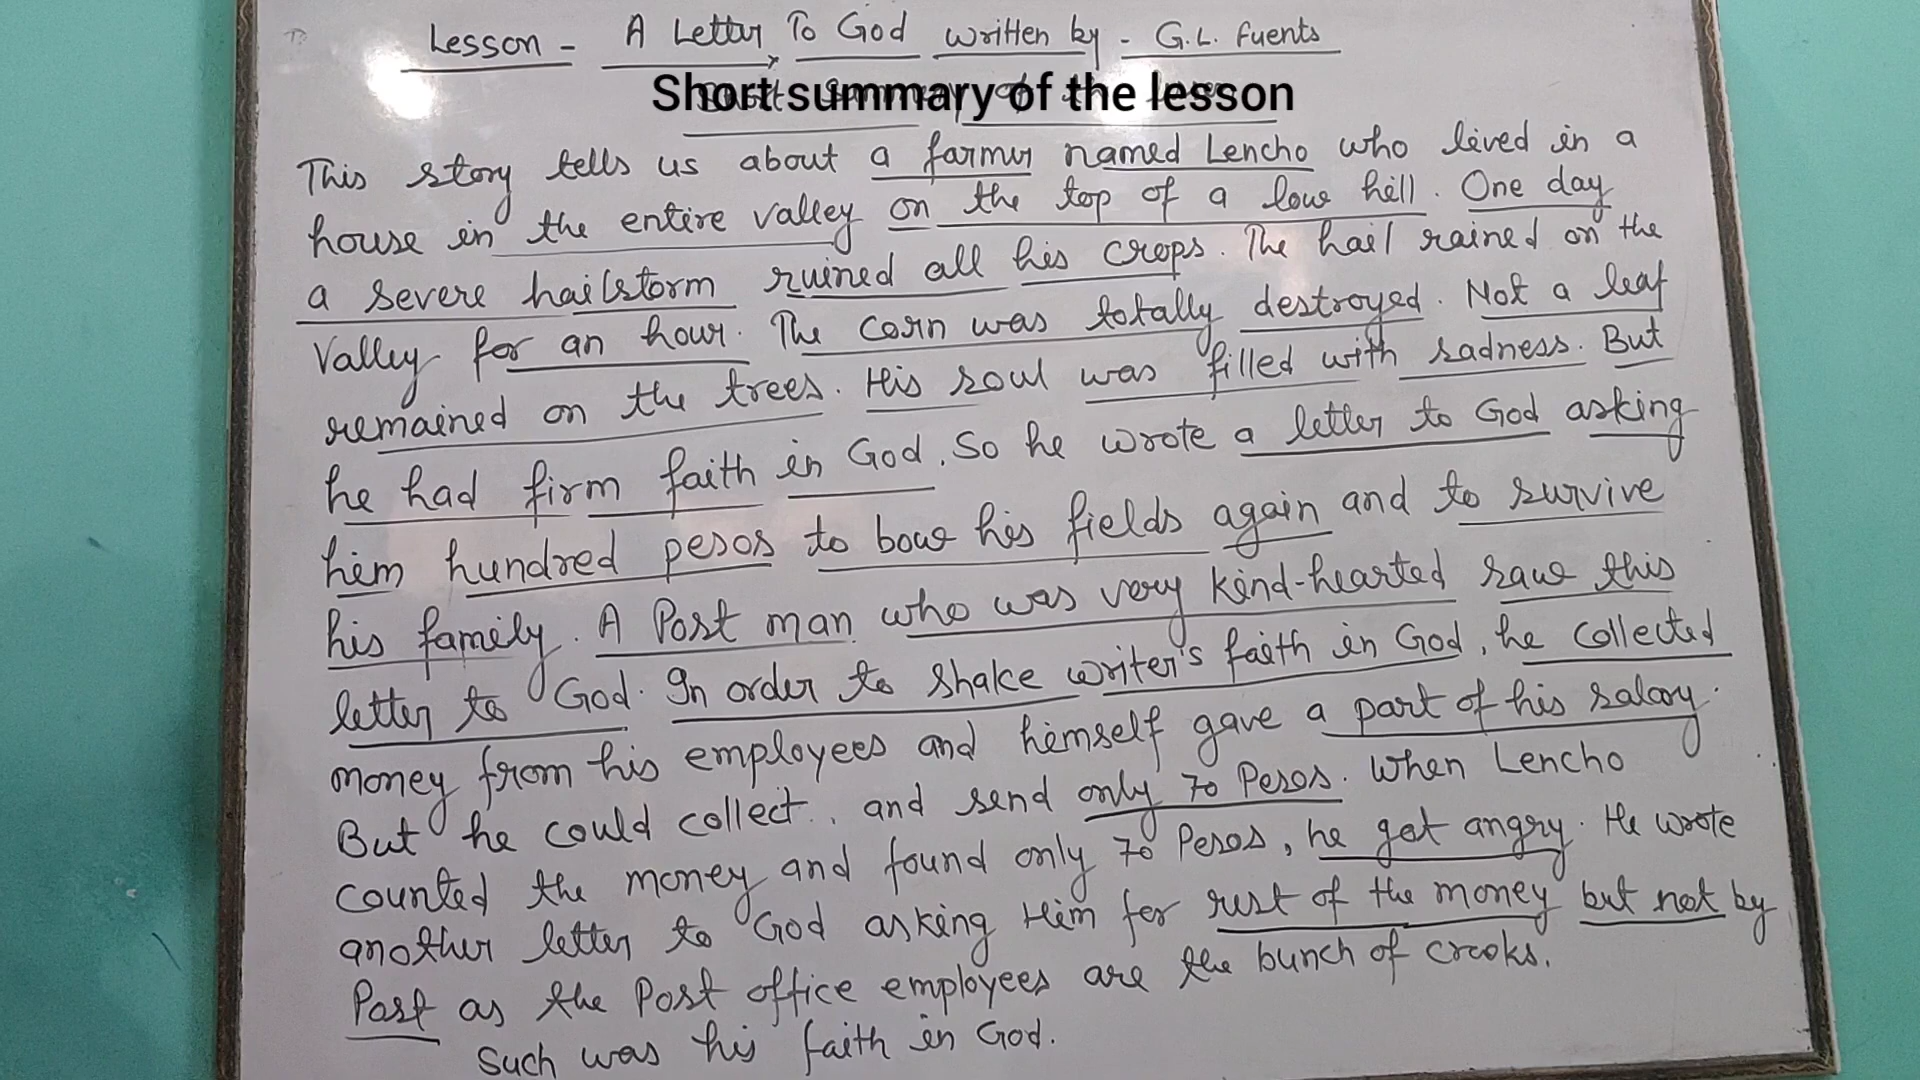 Lesson - A Letter To God written by - G.L. Fuents
Short summary of the lesson
This story tells us about a farmer named Lencho who lived in a
house in the entire valley on the top of a low hill. One day
a severe hailstorm ruined all his crops. The hail rained on the
Valley for an hour. The corn was totally destroyed. Not a leaf
remained on the trees. His soul was filled with sadness. But
he had firm faith in God. So he wrote a letter to God asking
him hundred pesos to bow his fields again and to survive
his family. A Post man who was very kind-hearted saw this
letter to God. In order to shake writer's faith in God, he collected
money from his employees and himself gave a part of his salary.
But he could collect.. and send only 70 Pesos. When Lencho
counted the money and found only 70 Pesos, he got angry. He wrote
another letter to God asking Him for rest of the money but not by
Post as the Post office employees are the bunch of crooks.
Such was his faith in God.